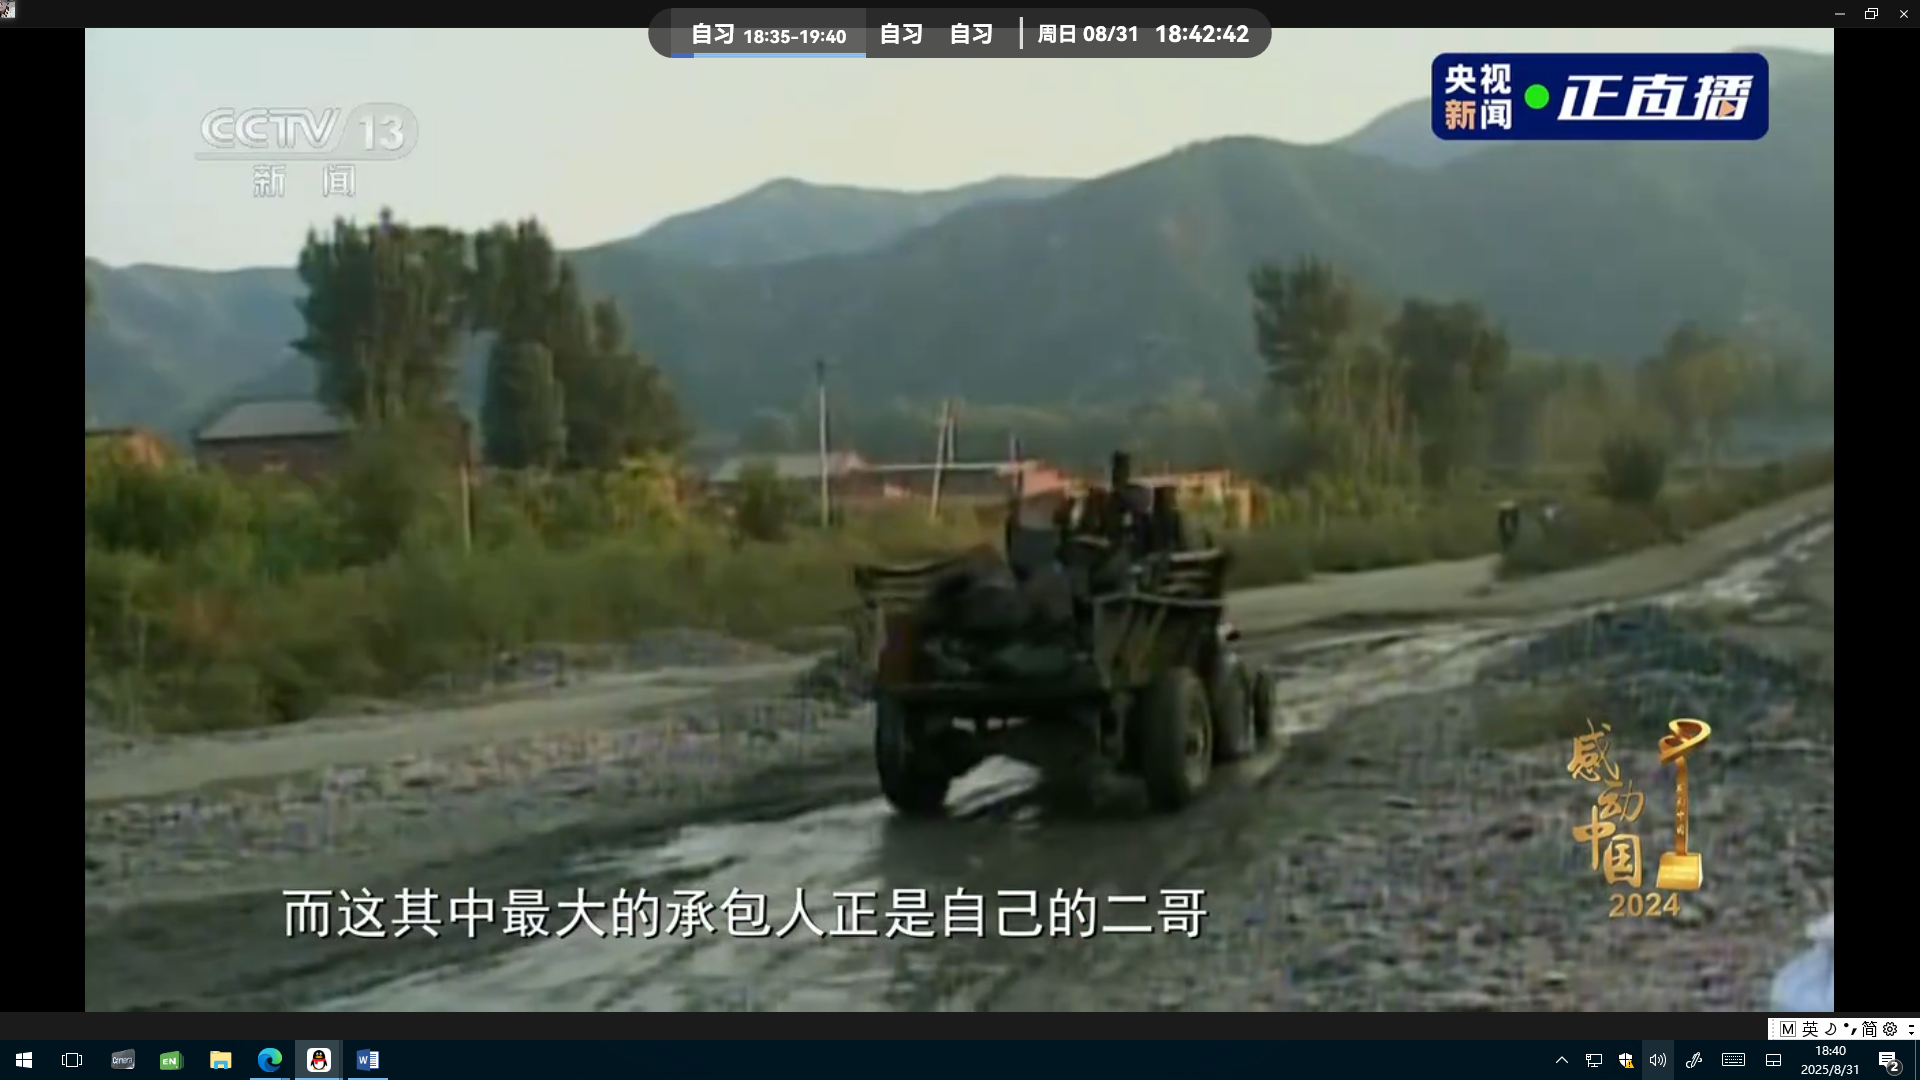 自习 18:35-19:40 自习 自习 周日 08/31 18:42:42
CCTV 13
新闻
央视
新闻
正直播
感动中国
2024
而这其中最大的承包人正是自己的二哥
M 英 简
Camera
EN
W
18:40
2025/8/31
2